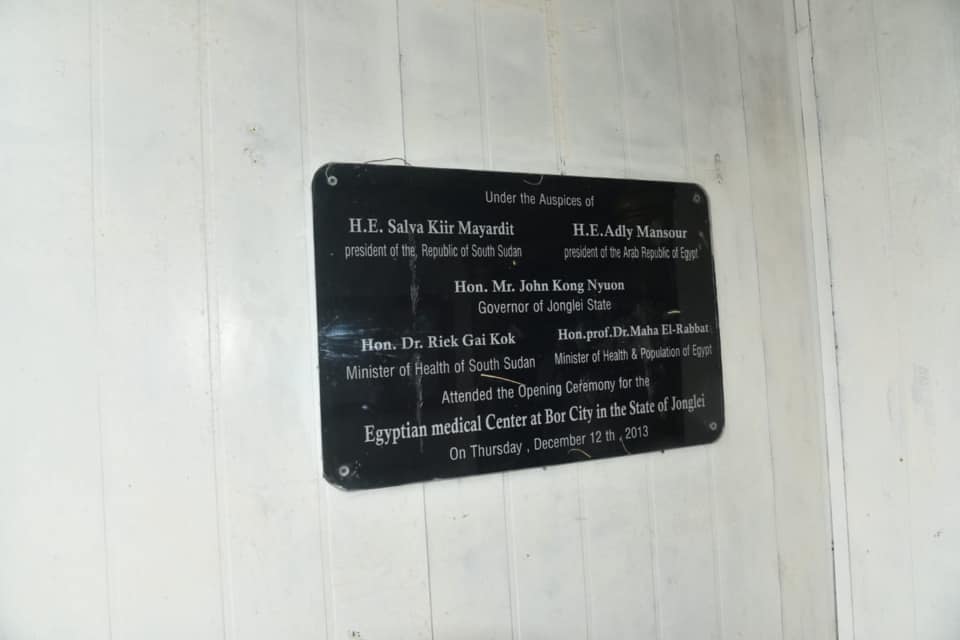 Under the Auspices of
H.E. Salva Kiir Mayardit H.E.Adly Mansour
president of the, Republic of South Sudan president of the Arab Republic of Egypt
Hon. Mr. John Kong Nyuon
Governor of Jonglei State
Hon. Dr. Riek Gai Kok Hon.prof.Dr.Maha El-Rabbat
Minister of Health of South Sudan Minister of Health & Population of Egypt
Attended the Opening Ceremony for the
Egyptian medical Center at Bor City in the State of Jonglei
On Thursday , December 12 th , 2013